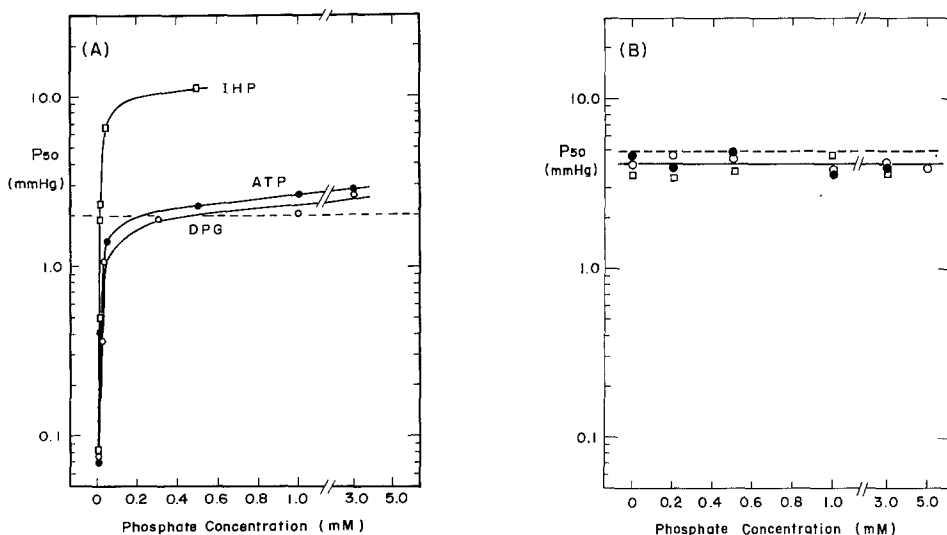 (A)
10.0
P50
(mmHg)
1.0
0.1
IHP
ATP
DPG
0 0.2 0.4 0.6 0.8 1.0 3.0 5.0
Phosphate Concentration (mM)
(B)
10.0
P50
(mmHg)
1.0
0.1
0 0.2 0.4 0.6 0.8 1.0 3.0 5.0
Phosphate Concentration (mM)